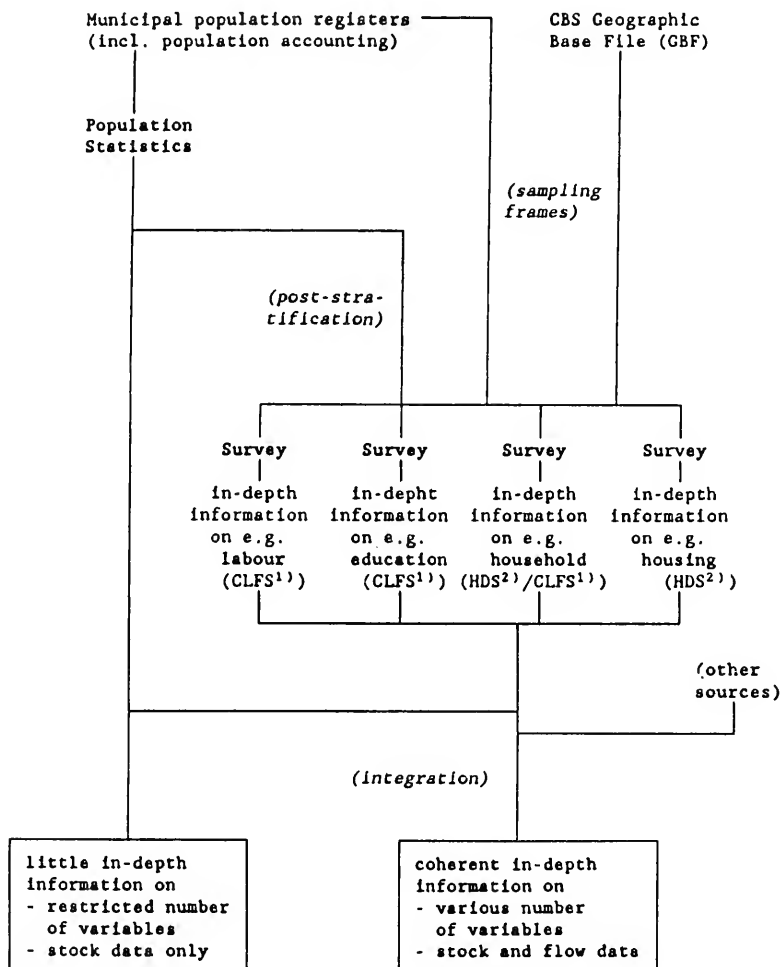 Municipal population registers
(incl. population accounting)
CBS Geographic
Base File (GBF)
Population
Statistics
(sampling
frames)
(post-stra-
tification)
Survey
in-depth
information
on e.g.
labour
(CLFS¹⁾)
Survey
in-depht
information
on e.g.
education
(CLFS¹⁾)
Survey
in-depth
information
on e.g.
household
(HDS²⁾/CLFS¹⁾)
Survey
in-depth
information
on e.g.
housing
(HDS²⁾)
(other
sources)
(integration)
little in-depth
information on
- restricted number
of variables
- stock data only
coherent in-depth
information on
- various number
of variables
- stock and flow data